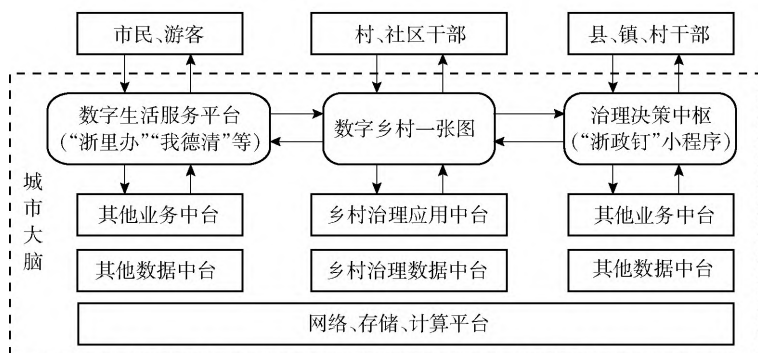 市民、游客
村、社区干部
县、镇、村干部
数字生活服务平台
(“浙里办”“我德清”等)
数字乡村一张图
治理决策中枢
(“浙政钉”小程序)
城市大脑
其他业务中台
乡村治理应用中台
其他业务中台
其他数据中台
乡村治理数据中台
其他数据中台
网络、存储、计算平台